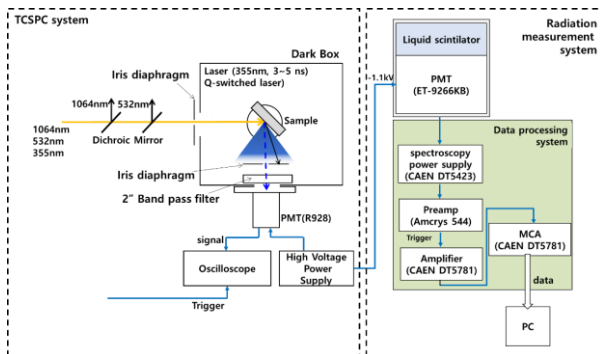 TCSPC system
Dark Box
Laser (355nm, 3~5 ns)
Q-switched laser)
Iris diaphragm
1064nm
532nm
Sample
1064nm
532nm
355nm
Dichroic Mirror
Iris diaphragm
2" Band pass filter
PMT(R928)
signal
Oscilloscope
High Voltage
Power
Supply
Trigger
Radiation
measurement
system
Liquid scintilator
I-1.1kV
PMT
(ET-9266KB)
Data processing
system
spectroscopy
power supply
(CAEN DT5423)
Preamp
(Amcrys 544)
Trigger
Amplifier
(CAEN DT5781)
MCA
(CAEN DT5781)
data
PC